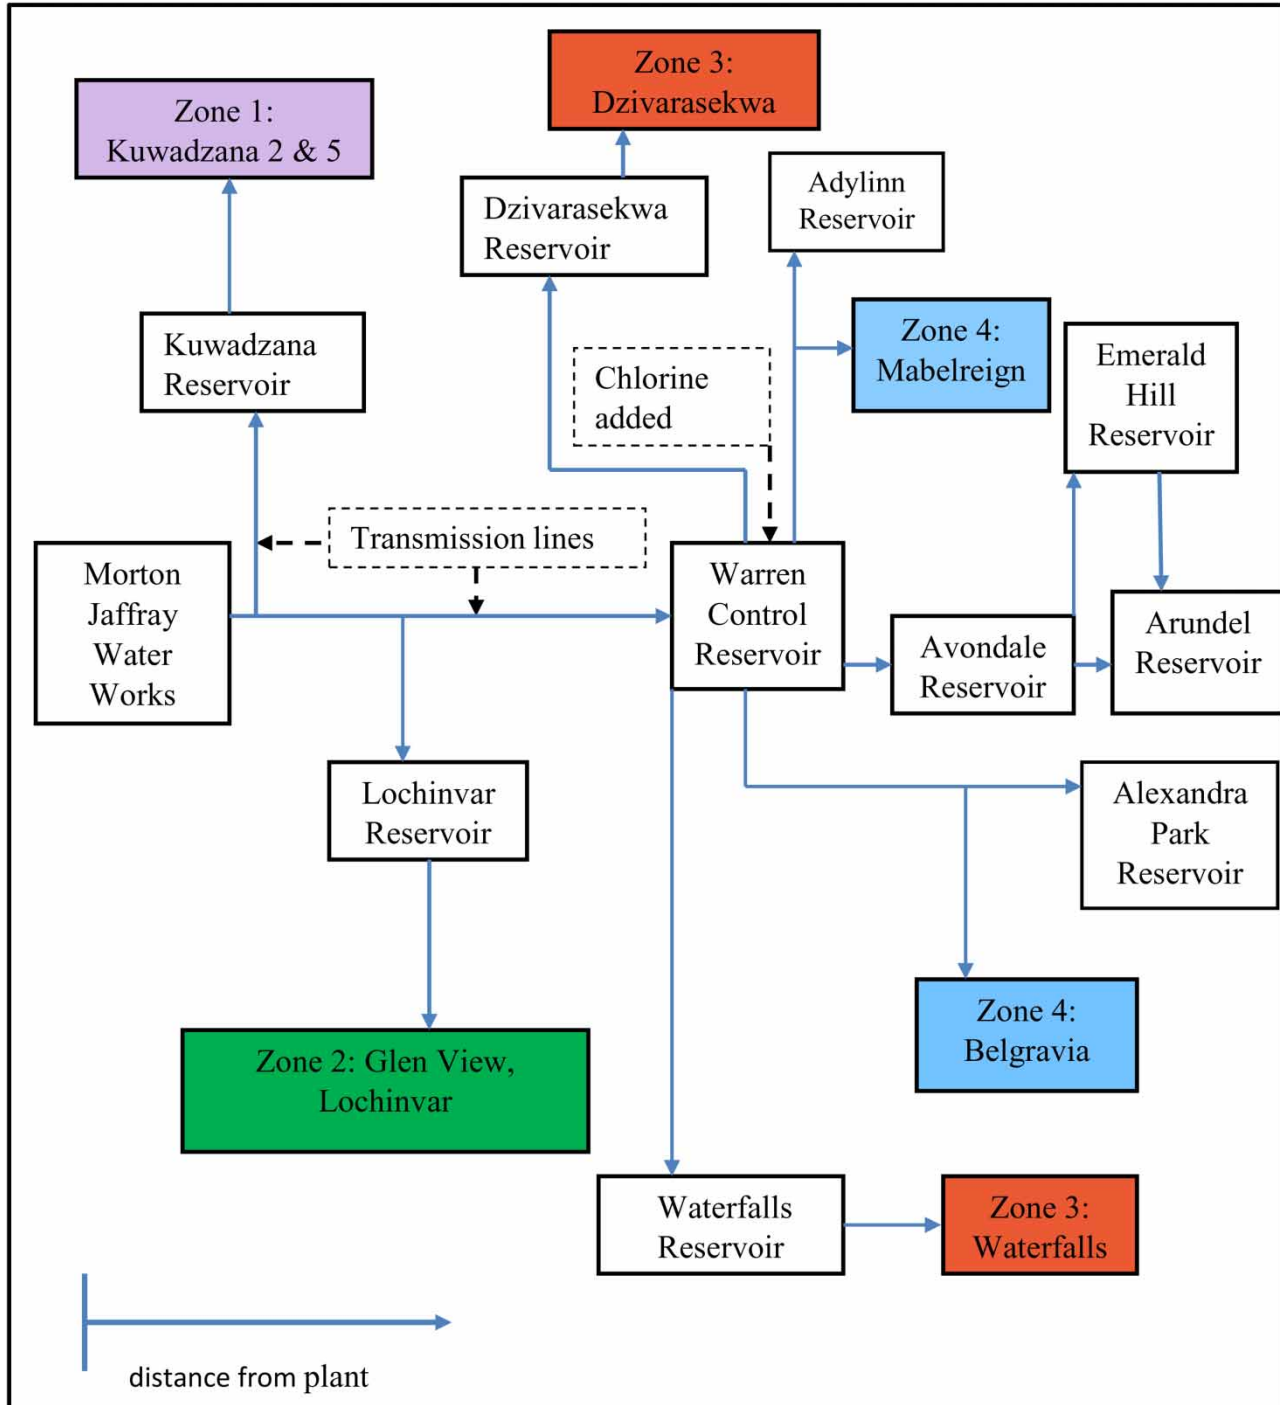 Zone 3:
Dzivarasekwa
Zone 1:
Kuwadzana 2 & 5
Adylinn
Reservoir
Dzivarasekwa
Reservoir
Zone 4:
Mabelreign
Kuwadzana
Reservoir
Emerald
Hill
Reservoir
Chlorine
added
Transmission lines
Morton
Jaffray
Water
Works
Warren
Control
Reservoir
Avondale
Reservoir
Arundel
Reservoir
Lochinvar
Reservoir
Alexandra
Park
Reservoir
Zone 4:
Belgravia
Zone 2: Glen View,
Lochinvar
Waterfalls
Reservoir
Zone 3:
Waterfalls
distance from plant